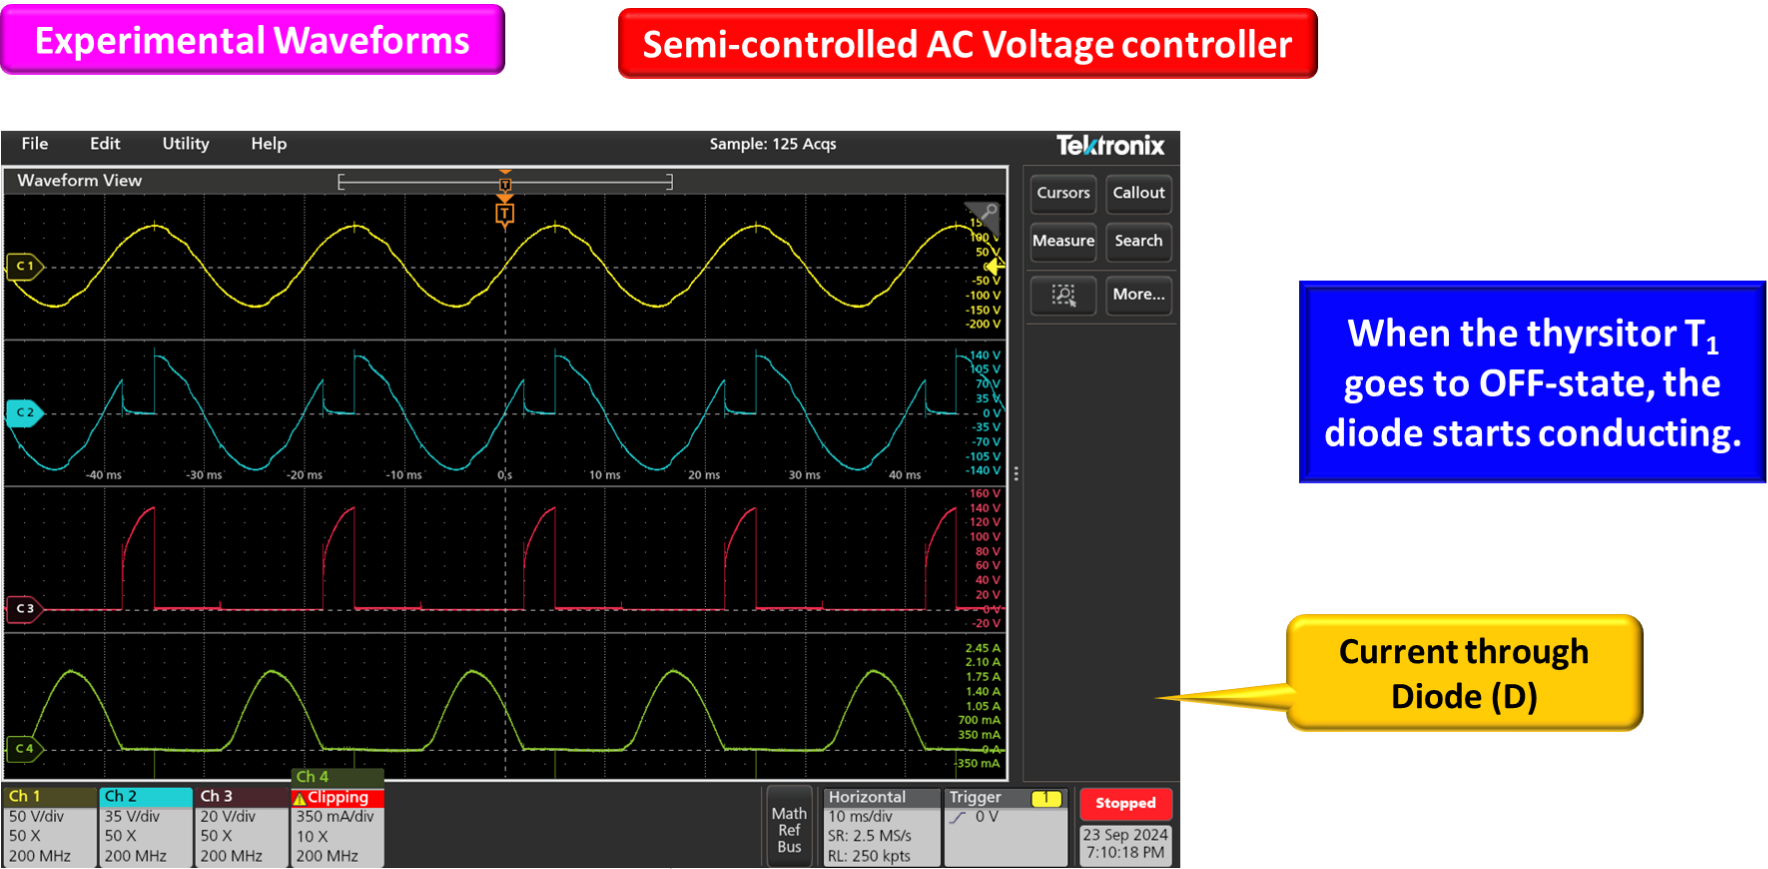 Experimental Waveforms
Semi-controlled AC Voltage controller
File Edit Utility Help Sample: 125 Acqs Tektronix
Waveform View
T
T
Cursors Callout
Measure Search
More...
C 1
100 V
50
-50 V
-100 V
-150 V
-200 V
C 2
140 V
105 V
70
35 V
0 V
-35 V
-70 V
-105 V
-140 V
-40 ms -30 ms -20 ms -10 ms 0 s 10 ms 20 ms 30 ms 40 ms
C 3
160 V
140 V
120 V
100 V
80 V
60 V
40 V
20 V
0 V
-20 V
C 4
2.45 A
2.10 A
1.75 A
1.40 A
1.05 A
700 mA
350 mA
0 A
-350 mA
When the thyrsitor T1
goes to OFF-state, the
diode starts conducting.
Current through
Diode (D)
Ch 1
50 V/div
50 X
200 MHz
Ch 2
35 V/div
50 X
200 MHz
Ch 3
20 V/div
50 X
200 MHz
Ch 4
Clipping
350 mA/div
10 X
200 MHz
Math
Ref
Bus
Horizontal
10 ms/div
SR: 2.5 MS/s
RL: 250 kpts
Trigger 1
0 V
Stopped
23 Sep 2024
7:10:18 PM